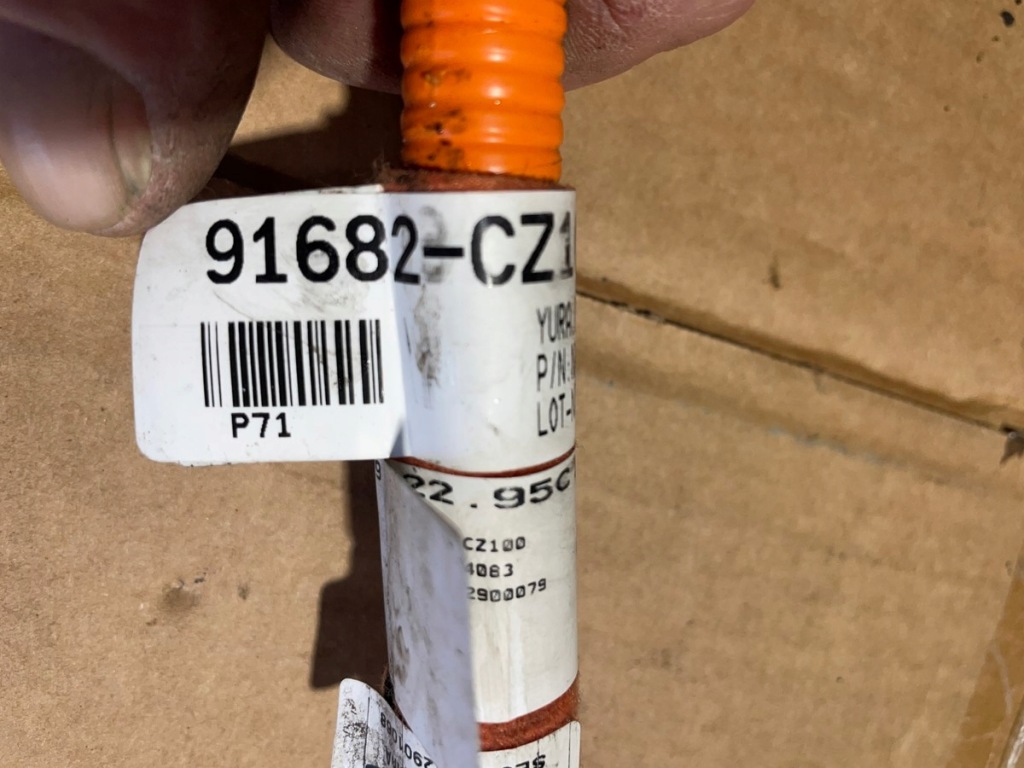 91682-CZ1
YURA
P/N:
LOT-
P71
22.95C
CZ100
4083
2900079